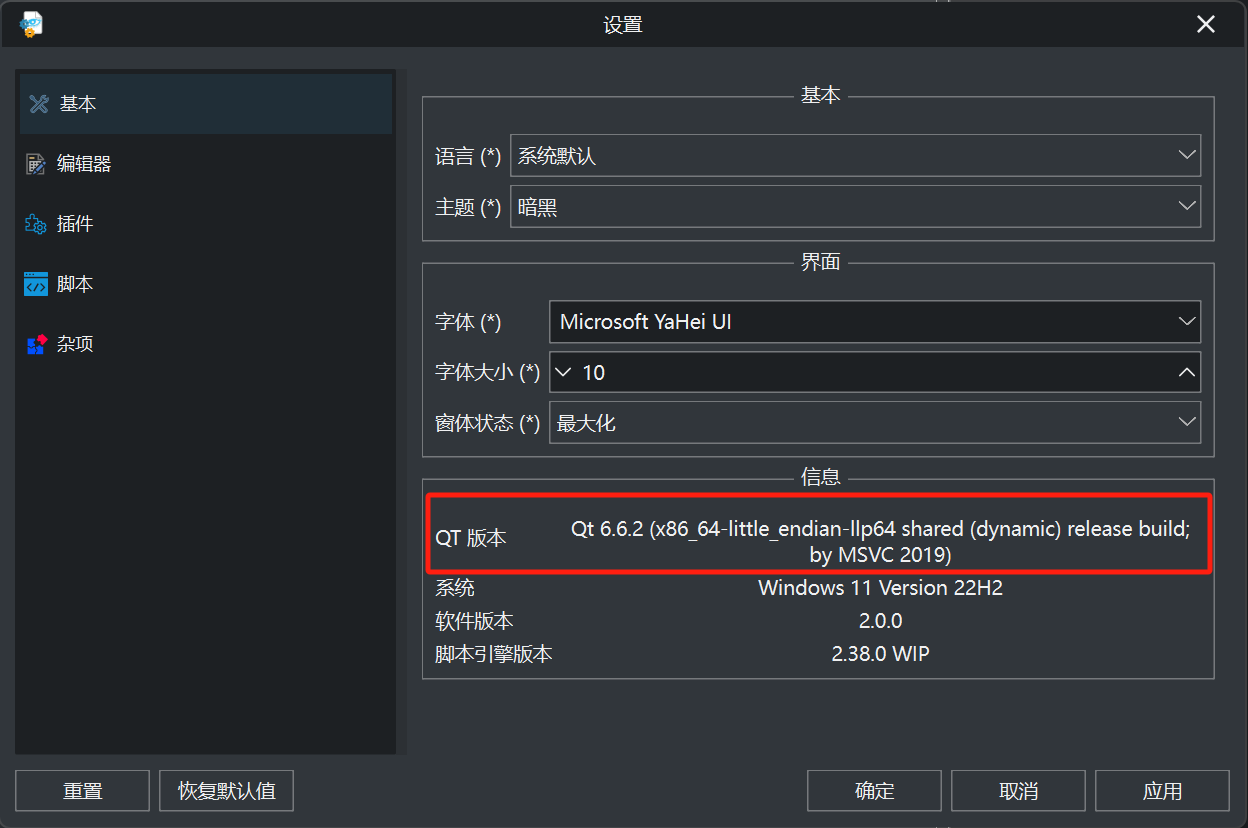 设置
基本
编辑器
插件
脚本
杂项
基本
语言 (*) 系统默认
主题 (*) 暗黑
界面
字体 (*) Microsoft YaHei UI
字体大小 (*) 10
窗体状态 (*) 最大化
信息
QT 版本 Qt 6.6.2 (x86_64-little_endian-llp64 shared (dynamic) release build;
by MSVC 2019)
系统 Windows 11 Version 22H2
软件版本 2.0.0
脚本引擎版本 2.38.0 WIP
重置 恢复默认值 确定 取消 应用